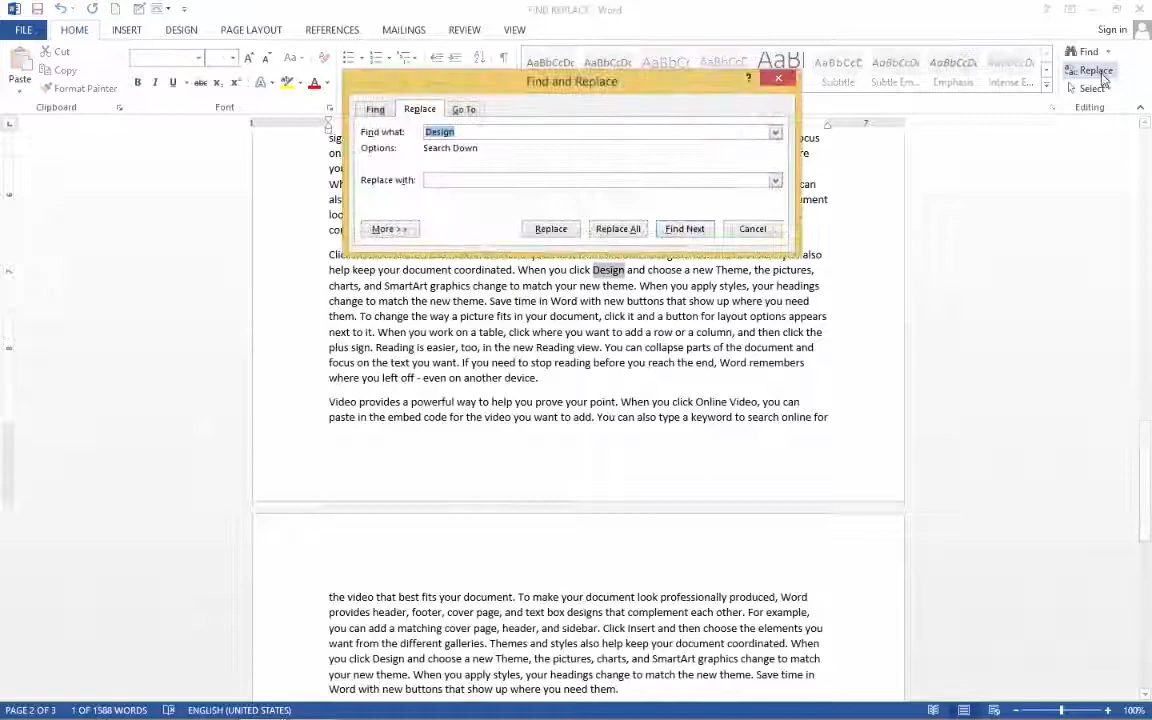 FIND REPLACE - Word
FILE HOME INSERT DESIGN PAGE LAYOUT REFERENCES MAILINGS REVIEW VIEW Sign in
Paste Cut Copy Format Painter
B I U abc x₂ x² A A
Aa
AaBbCcDc AaBbCcDc AaBbCc AaBbCcD AaBl AaBbCcE AaBbCcDc AaBbCcDc AaBbCcDc
Subtitle Subtle Em... Emphasis Intense E...
Find
Replace
Select
Clipboard Font Editing
Find and Replace
Find Replace Go To
Find what: Design
Options: Search Down
Replace with:
More >> Replace Replace All Find Next Cancel
1 7
help keep your document coordinated. When you click Design and choose a new Theme, the pictures,
charts, and SmartArt graphics change to match your new theme. When you apply styles, your headings
change to match the new theme. Save time in Word with new buttons that show up where you need
them. To change the way a picture fits in your document, click it and a button for layout options appears
next to it. When you work on a table, click where you want to add a row or a column, and then click the
plus sign. Reading is easier, too, in the new Reading view. You can collapse parts of the document and
focus on the text you want. If you need to stop reading before you reach the end, Word remembers
where you left off - even on another device.
Video provides a powerful way to help you prove your point. When you click Online Video, you can
paste in the embed code for the video you want to add. You can also type a keyword to search online for
the video that best fits your document. To make your document look professionally produced, Word
provides header, footer, cover page, and text box designs that complement each other. For example,
you can add a matching cover page, header, and sidebar. Click Insert and then choose the elements you
want from the different galleries. Themes and styles also help keep your document coordinated. When
you click Design and choose a new Theme, the pictures, charts, and SmartArt graphics change to match
your new theme. When you apply styles, your headings change to match the new theme. Save time in
Word with new buttons that show up where you need them.
PAGE 2 OF 3 1 OF 1588 WORDS ENGLISH (UNITED STATES) 100%